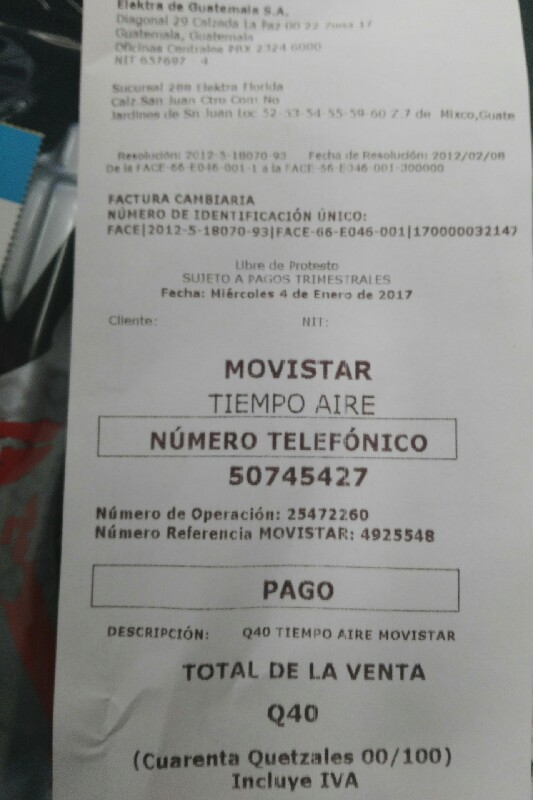 Elektra de Guatemala S.A.
Diagonal 29 Calzada La Paz 00 22 Zona 17
Guatemala, Guatemala
Oficinas Centrales PBX 2324 6000
NIT 657697 4
Sucursal 288 Elektra Florida
Calz San Juan Ctro Com No
Jardines de Sn Juan Loc 52-53-54-55-59-60 Z.7 de Mixco,Guate
Resolución: 2012-5-18070-93 Fecha de Resolución: 2012/02/08
De la FACE-66-E046-001-1 a la FACE-66-E046-001-300000
FACTURA CAMBIARIA
NÚMERO DE IDENTIFICACIÓN ÚNICO:
FACE|2012-5-18070-93|FACE-66-E046-001|170000032147
Libre de Protesto
SUJETO A PAGOS TRIMESTRALES
Fecha: Miércoles 4 de Enero de 2017
Cliente: NIT:
MOVISTAR
TIEMPO AIRE
NÚMERO TELEFÓNICO
50745427
Número de Operación: 25472260
Número Referencia MOVISTAR: 4925548
PAGO
DESCRIPCIÓN: Q40 TIEMPO AIRE MOVISTAR
TOTAL DE LA VENTA
Q40
(Cuarenta Quetzales 00/100)
Incluye IVA